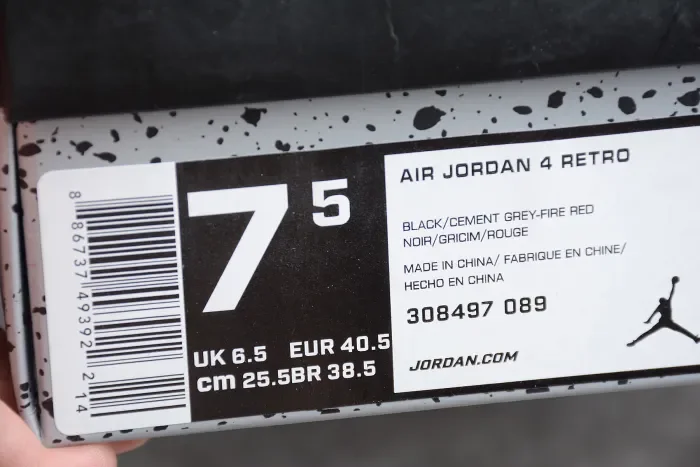 8 86737 49392 2 14
7 5
UK 6.5 EUR 40.5
Cm 25.5BR 38.5
AIR JORDAN 4 RETRO
BLACK/CEMENT GREY-FIRE RED
NOIR/GRICIM/ROUGE
MADE IN CHINA/ FABRIQUE EN CHINE/
HECHO EN CHINA
308497 089
JORDAN.COM